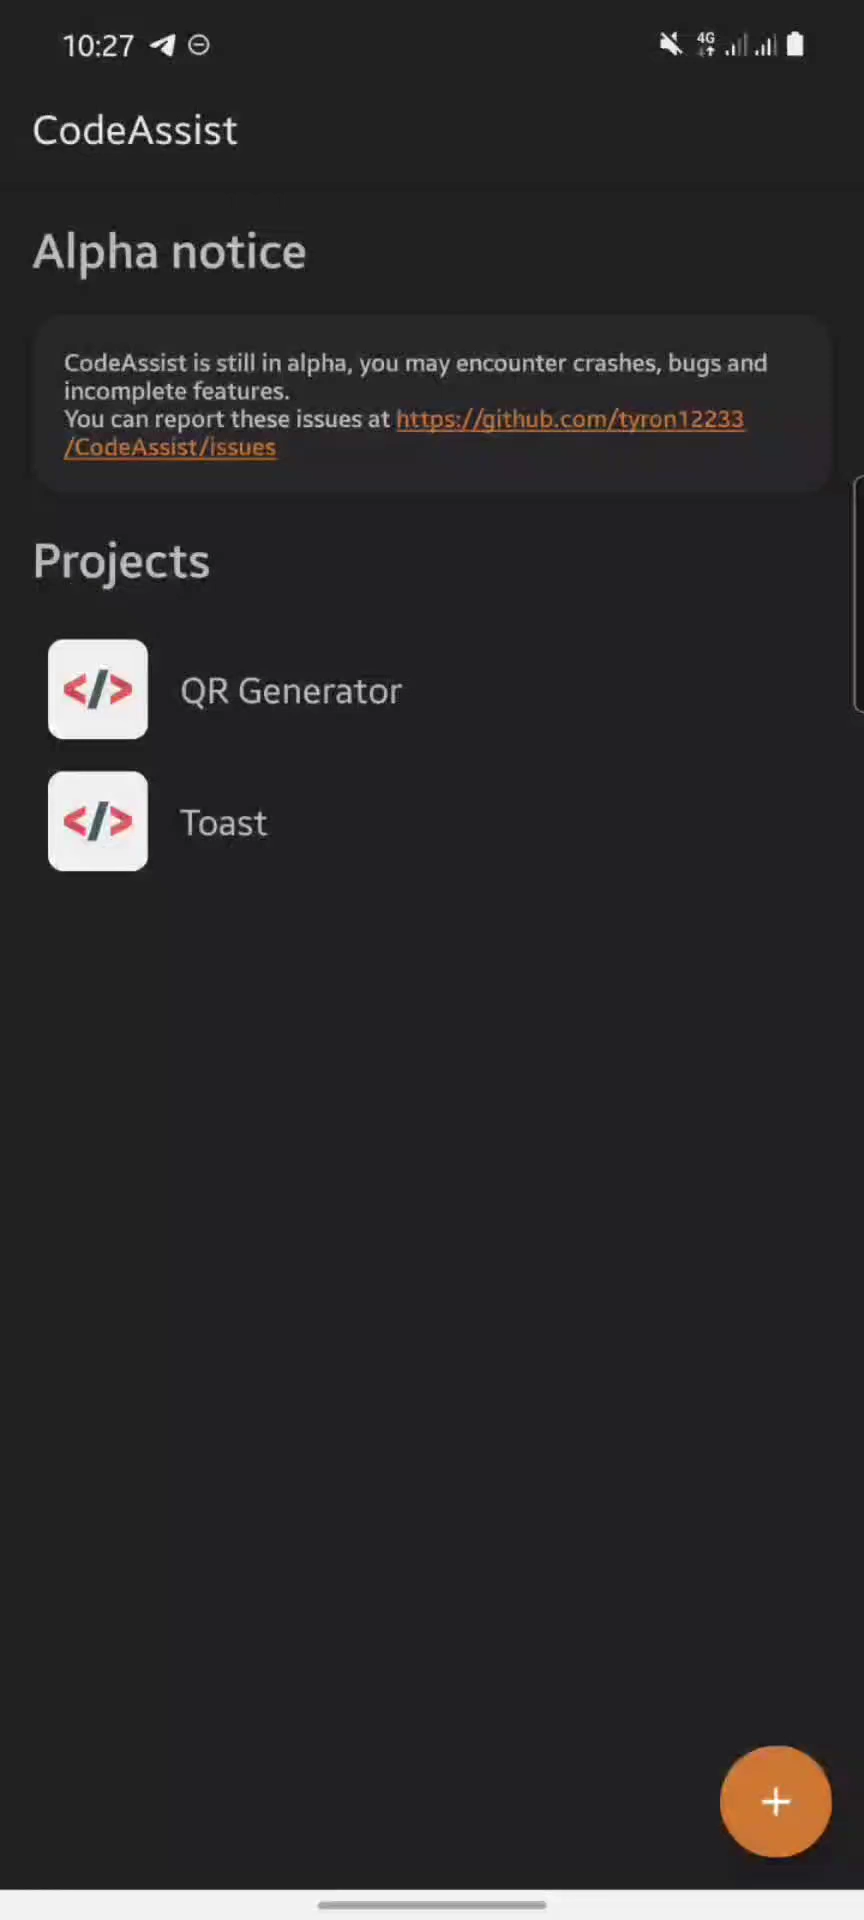 10:27
4G
CodeAssist
Alpha notice
CodeAssist is still in alpha, you may encounter crashes, bugs and
incomplete features.
You can report these issues at https://github.com/tyron12233
/CodeAssist/issues
Projects
</> QR Generator
</> Toast
+